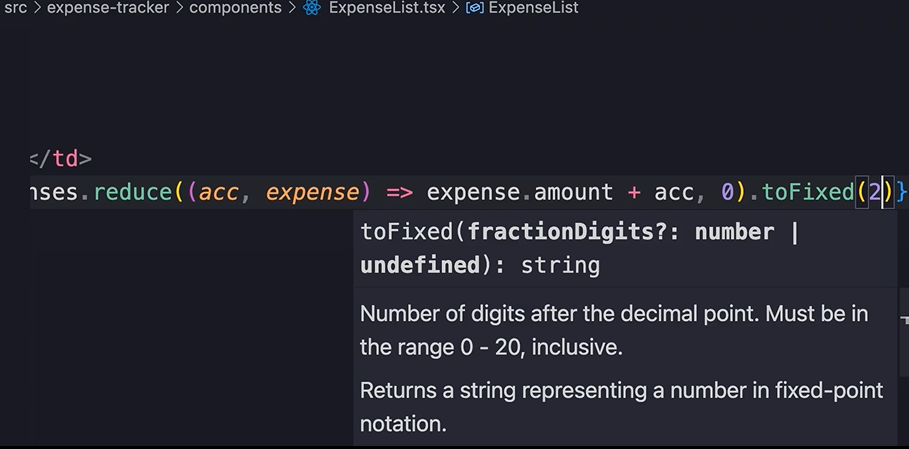 src > expense-tracker > components > ExpenseList.tsx > ExpenseList
</td>
nses.reduce((acc, expense) => expense.amount + acc, 0).toFixed(2)}
toFixed(fractionDigits?: number |
undefined): string
Number of digits after the decimal point. Must be in
the range 0 - 20, inclusive.
Returns a string representing a number in fixed-point
notation.